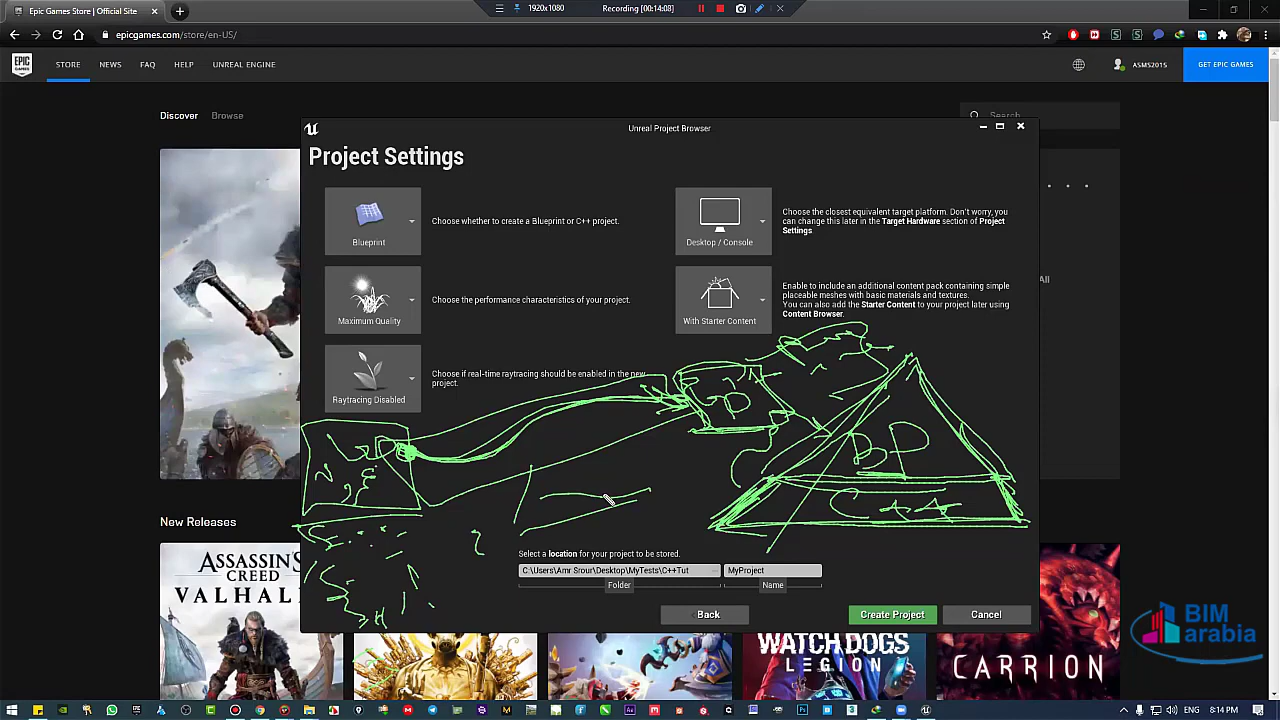 Epic Games Store | Official Site
1920x1080
Recording [00:14:08]
epicgames.com/store/en-US/
EPIC GAMES
STORE
NEWS
FAQ
HELP
UNREAL ENGINE
ASMS2015
GET EPIC GAMES
Discover
Browse
Search
Unreal Project Browser
Project Settings
Blueprint
Choose whether to create a Blueprint or C++ project.
Desktop / Console
Choose the closest equivalent target platform. Don't worry, you
can change this later in the Target Hardware section of Project
Settings
Maximum Quality
Choose the performance characteristics of your project.
With Starter Content
Enable to include an additional content pack containing simple
placeable meshes with basic materials and textures.
You can also add the Starter Content to your project later using
Content Browser.
All
Raytracing Disabled
Choose if real-time raytracing should be enabled in the new
project.
BP
C++
New Releases
Select a location for your project to be stored.
C:\Users\Amr Srour\Desktop\MyTests\C++Tut
MyProject
Folder
Name
Back
Create Project
Cancel
ASSASSIN'S
CREED
VALHALLA
WATCH DOGS
LEGION
CARRION
BIM
arabia
ENG
8:14 PM